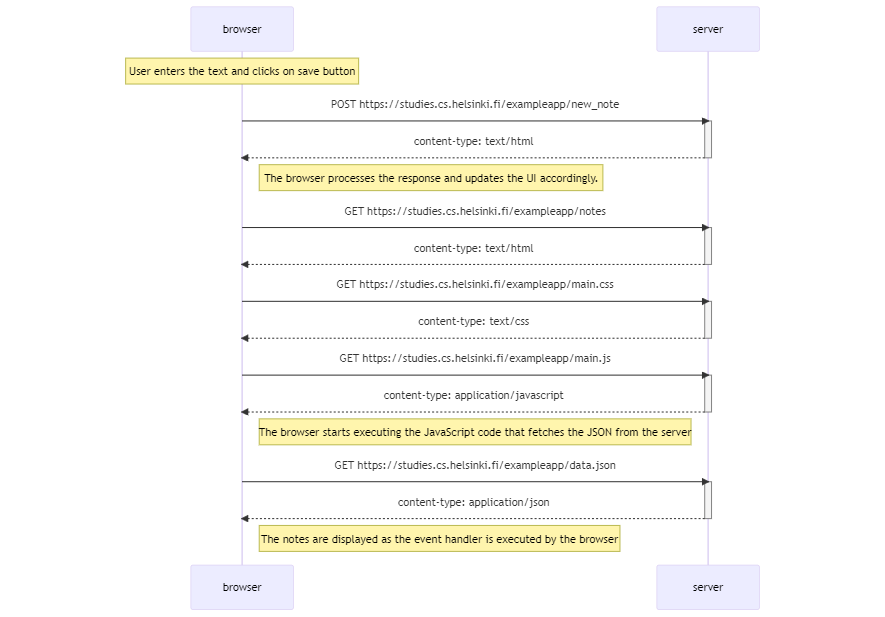 browser
server
User enters the text and clicks on save button
POST https://studies.cs.helsinki.fi/exampleapp/new_note
content-type: text/html
The browser processes the response and updates the UI accordingly.
GET https://studies.cs.helsinki.fi/exampleapp/notes
content-type: text/html
GET https://studies.cs.helsinki.fi/exampleapp/main.css
content-type: text/css
GET https://studies.cs.helsinki.fi/exampleapp/main.js
content-type: application/javascript
The browser starts executing the JavaScript code that fetches the JSON from the server
GET https://studies.cs.helsinki.fi/exampleapp/data.json
content-type: application/json
The notes are displayed as the event handler is executed by the browser
browser
server